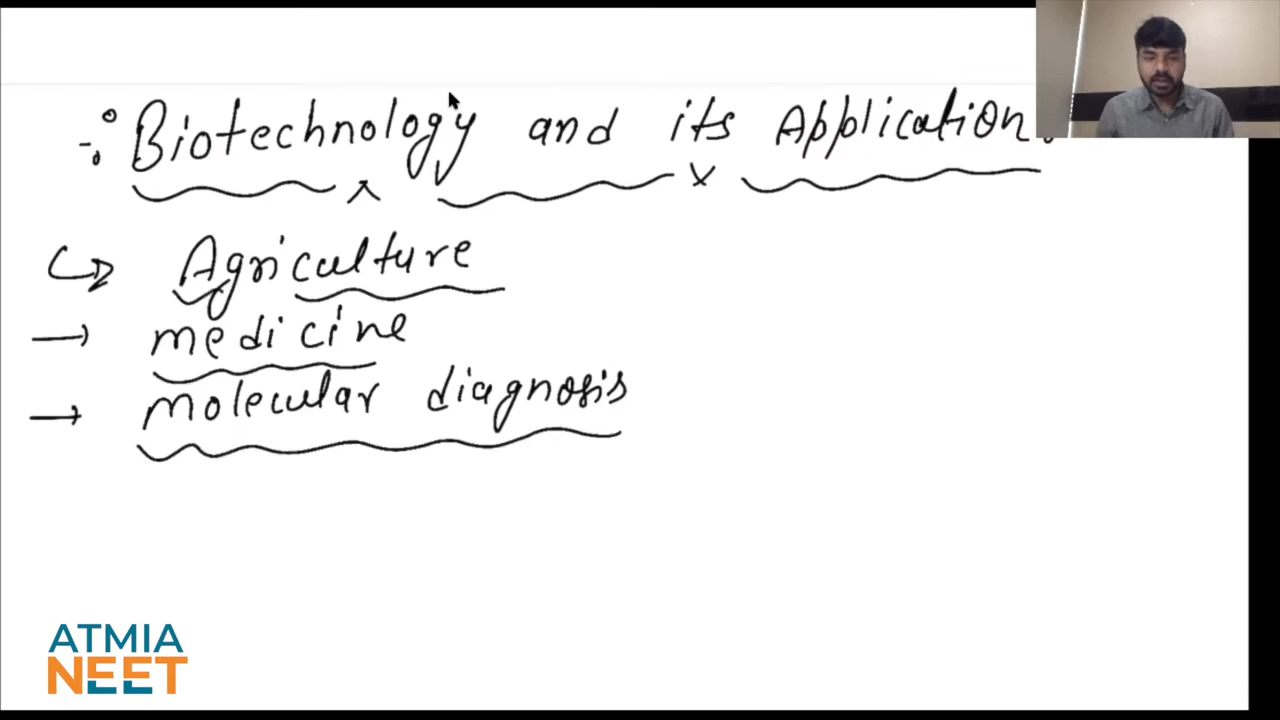 Biotechnology and its Application.
Agriculture
medicine
molecular diagnosis
ATMIA
NEET